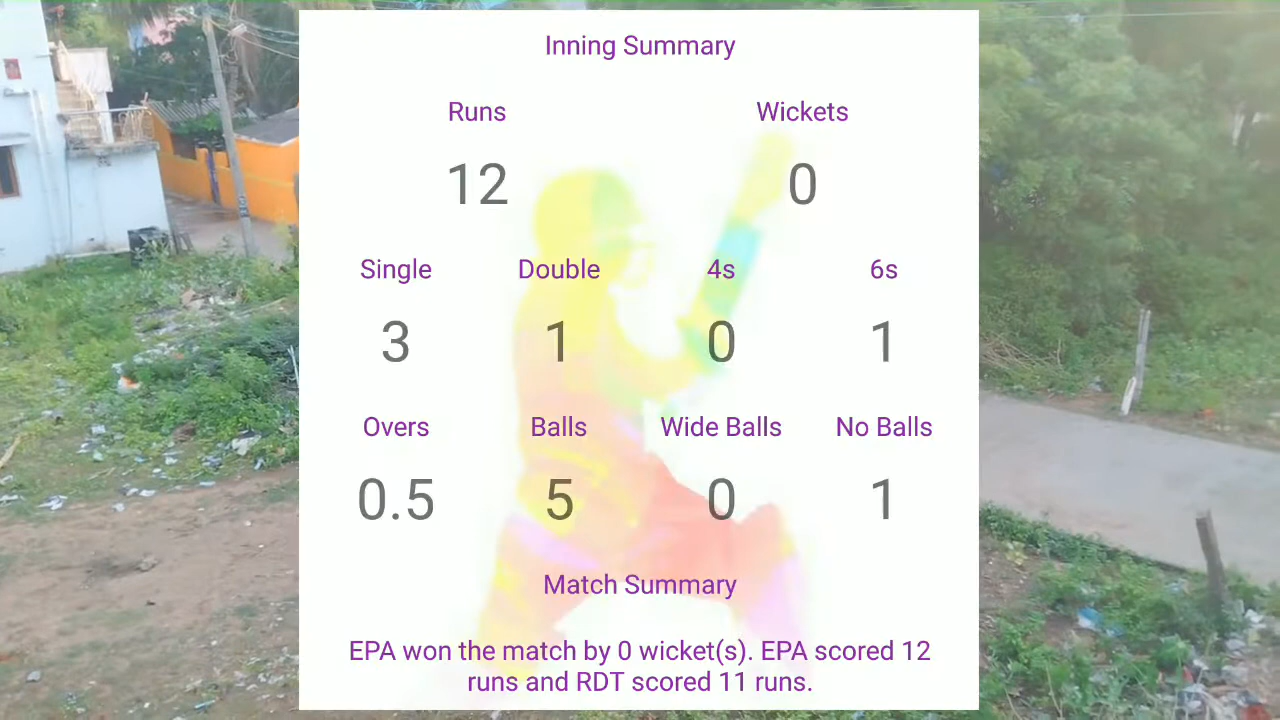 Inning Summary
Runs Wickets
12 0
Single Double 4s 6s
3 1 0 1
Overs Balls Wide Balls No Balls
0.5 5 0 1
Match Summary
EPA won the match by 0 wicket(s). EPA scored 12
runs and RDT scored 11 runs.